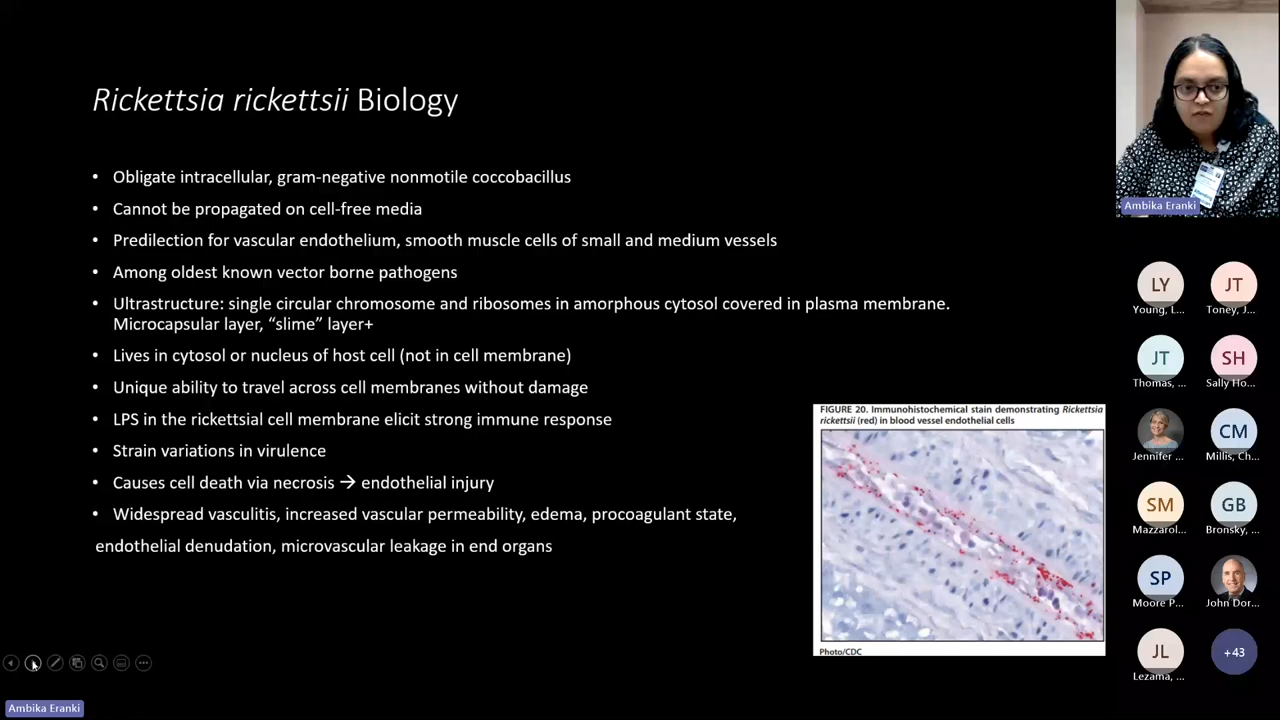 Rickettsia rickettsii Biology
• Obligate intracellular, gram-negative nonmotile coccobacillus
• Cannot be propagated on cell-free media
• Predilection for vascular endothelium, smooth muscle cells of small and medium vessels
• Among oldest known vector borne pathogens
• Ultrastructure: single circular chromosome and ribosomes in amorphous cytosol covered in plasma membrane.
Microcapsular layer, “slime” layer+
• Lives in cytosol or nucleus of host cell (not in cell membrane)
• Unique ability to travel across cell membranes without damage
• LPS in the rickettsial cell membrane elicit strong immune response
• Strain variations in virulence
• Causes cell death via necrosis → endothelial injury
• Widespread vasculitis, increased vascular permeability, edema, procoagulant state,
endothelial denudation, microvascular leakage in end organs
FIGURE 20. Immunohistochemical stain demonstrating Rickettsia
rickettsii (red) in blood vessel endothelial cells
Photo/CDC
Ambika Eranki
Ambika Eranki
LY
Young, L...
JT
Toney, J...
JT
Thomas, ...
SH
Sally Ho...
Jennifer ...
CM
Millis, Ch...
SM
Mazzarol...
GB
Bronsky, ...
SP
Moore P...
John Dor...
JL
Lezama, ...
+43